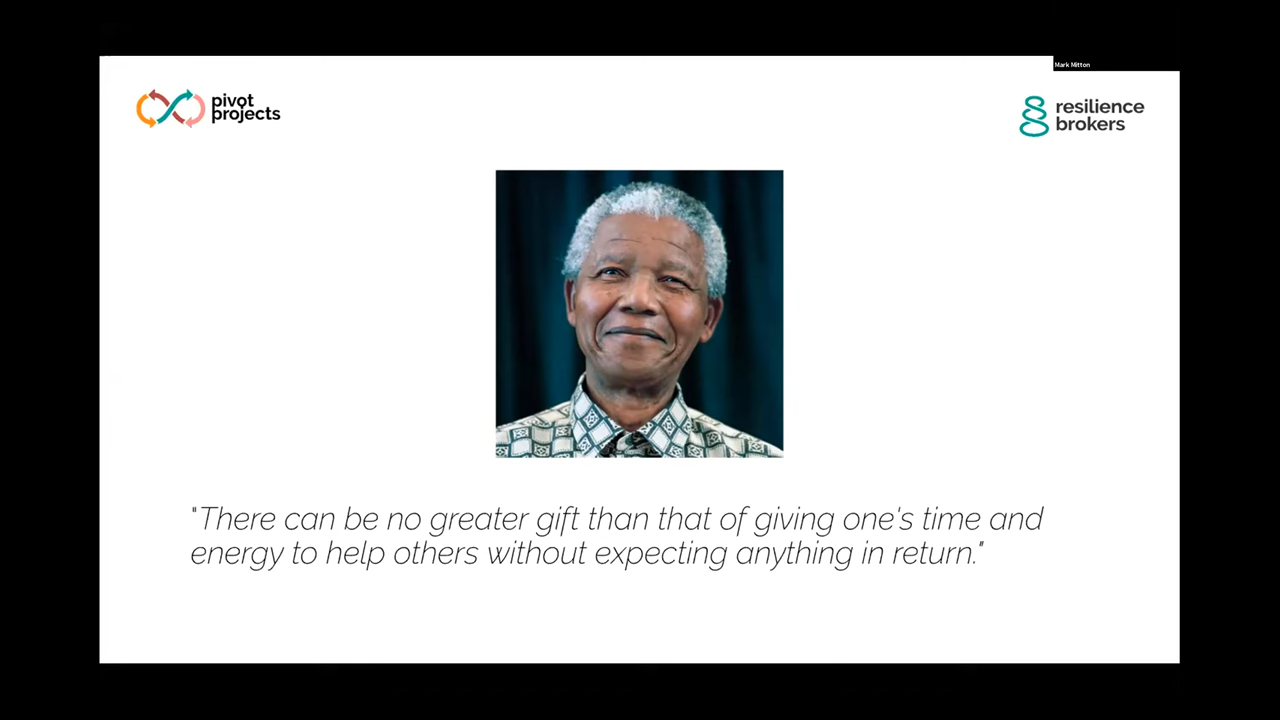 Mark Mitton
pivot
projects
resilience
brokers
"There can be no greater gift than that of giving one's time and
energy to help others without expecting anything in return."